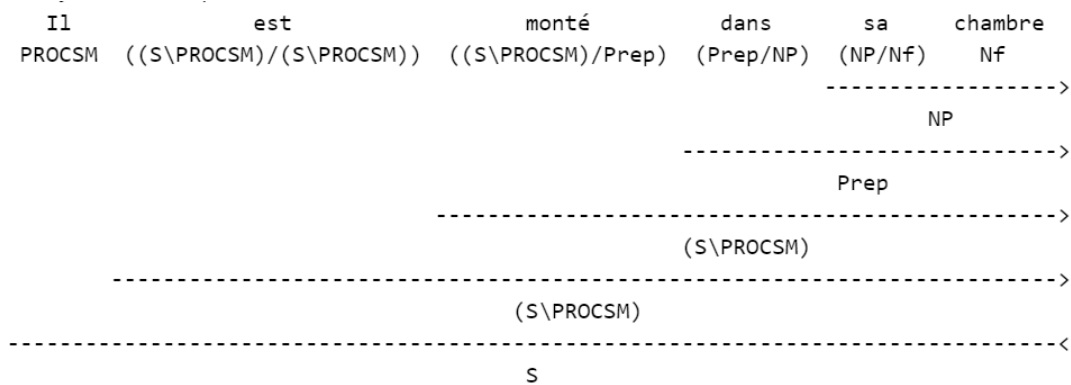 Il est monté dans sa chambre
PROCSM ((S\PROCSM)/(S\PROCSM)) ((S\PROCSM)/Prep) (Prep/NP) (NP/Nf) Nf
------------------>
NP
----------------------------->
Prep
------------------------------------------------>
(S\PROCSM)
-------------------------------------------------------------------->
(S\PROCSM)
---------------------------------------------------------------------------<
S